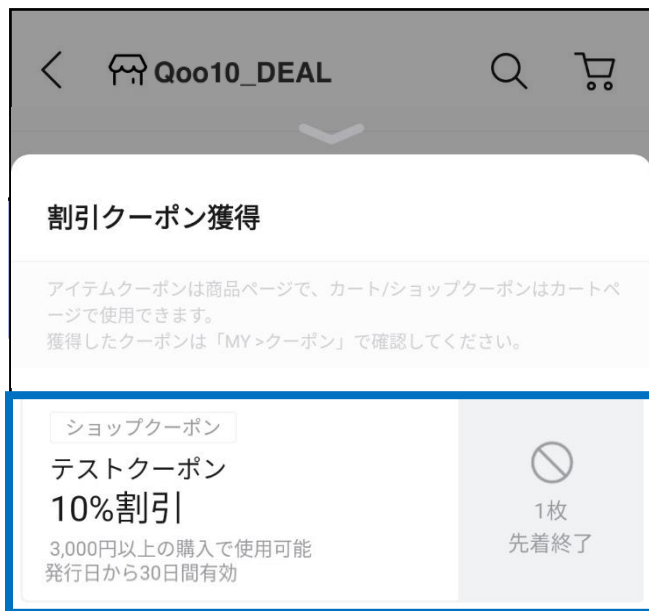 Qoo10_DEAL
割引クーポン獲得
アイテムクーポンは商品ページで、カート/ショップクーポンはカートペ
ージで使用できます。
獲得したクーポンは「MY >クーポン」で確認してください。
ショップクーポン
テストクーポン
10%割引
3,000円以上の購入で使用可能
発行日から30日間有効
1枚
先着終了